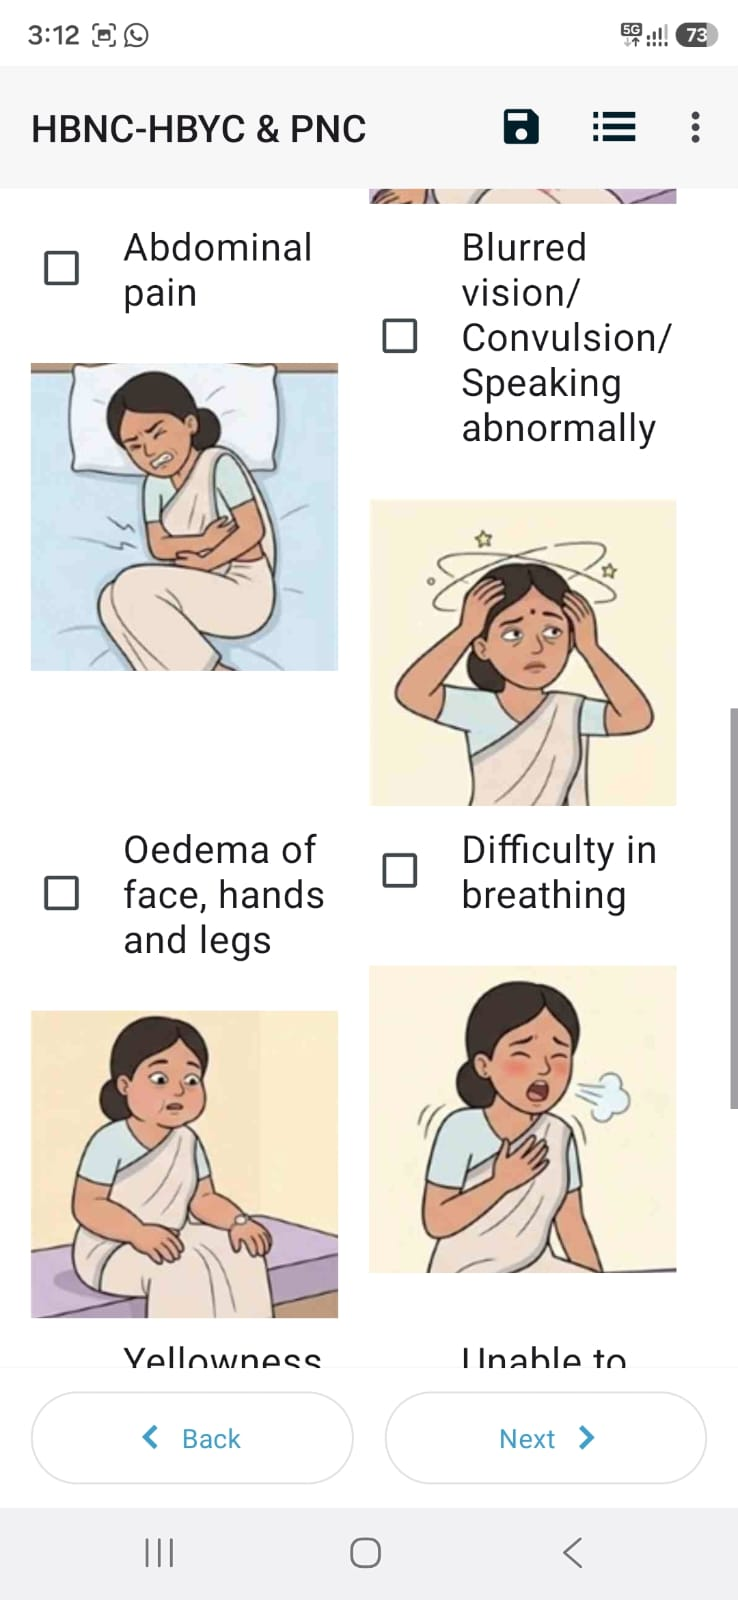 3:12
5G
73
HBNC-HBYC & PNC
Abdominal
pain
Blurred
vision/
Convulsion/
Speaking
abnormally
Oedema of
face, hands
and legs
Difficulty in
breathing
Yellowness
Unable to
Back
Next